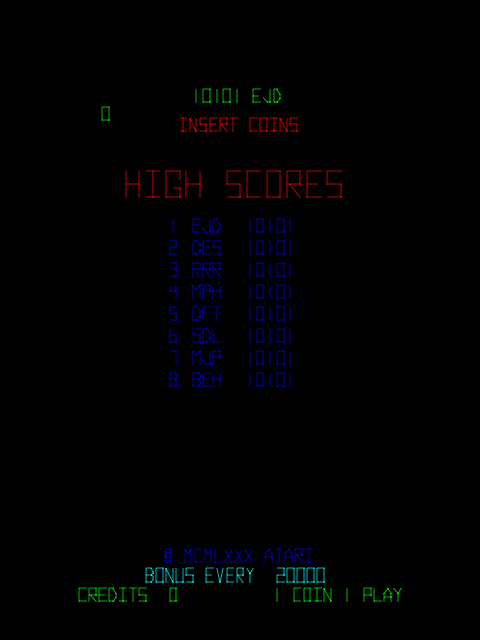 10101 EJD
0
INSERT COINS
HIGH SCORES
1 EJD 10101
2 DES 10101
3 RRR 10101
4 MPH 10101
5 DFT 10101
6 SDL 10101
7 MJP 10101
8 BEH 10101
© MCMLXXX ATARI
BONUS EVERY 20000
CREDITS 0 1 COIN 1 PLAY